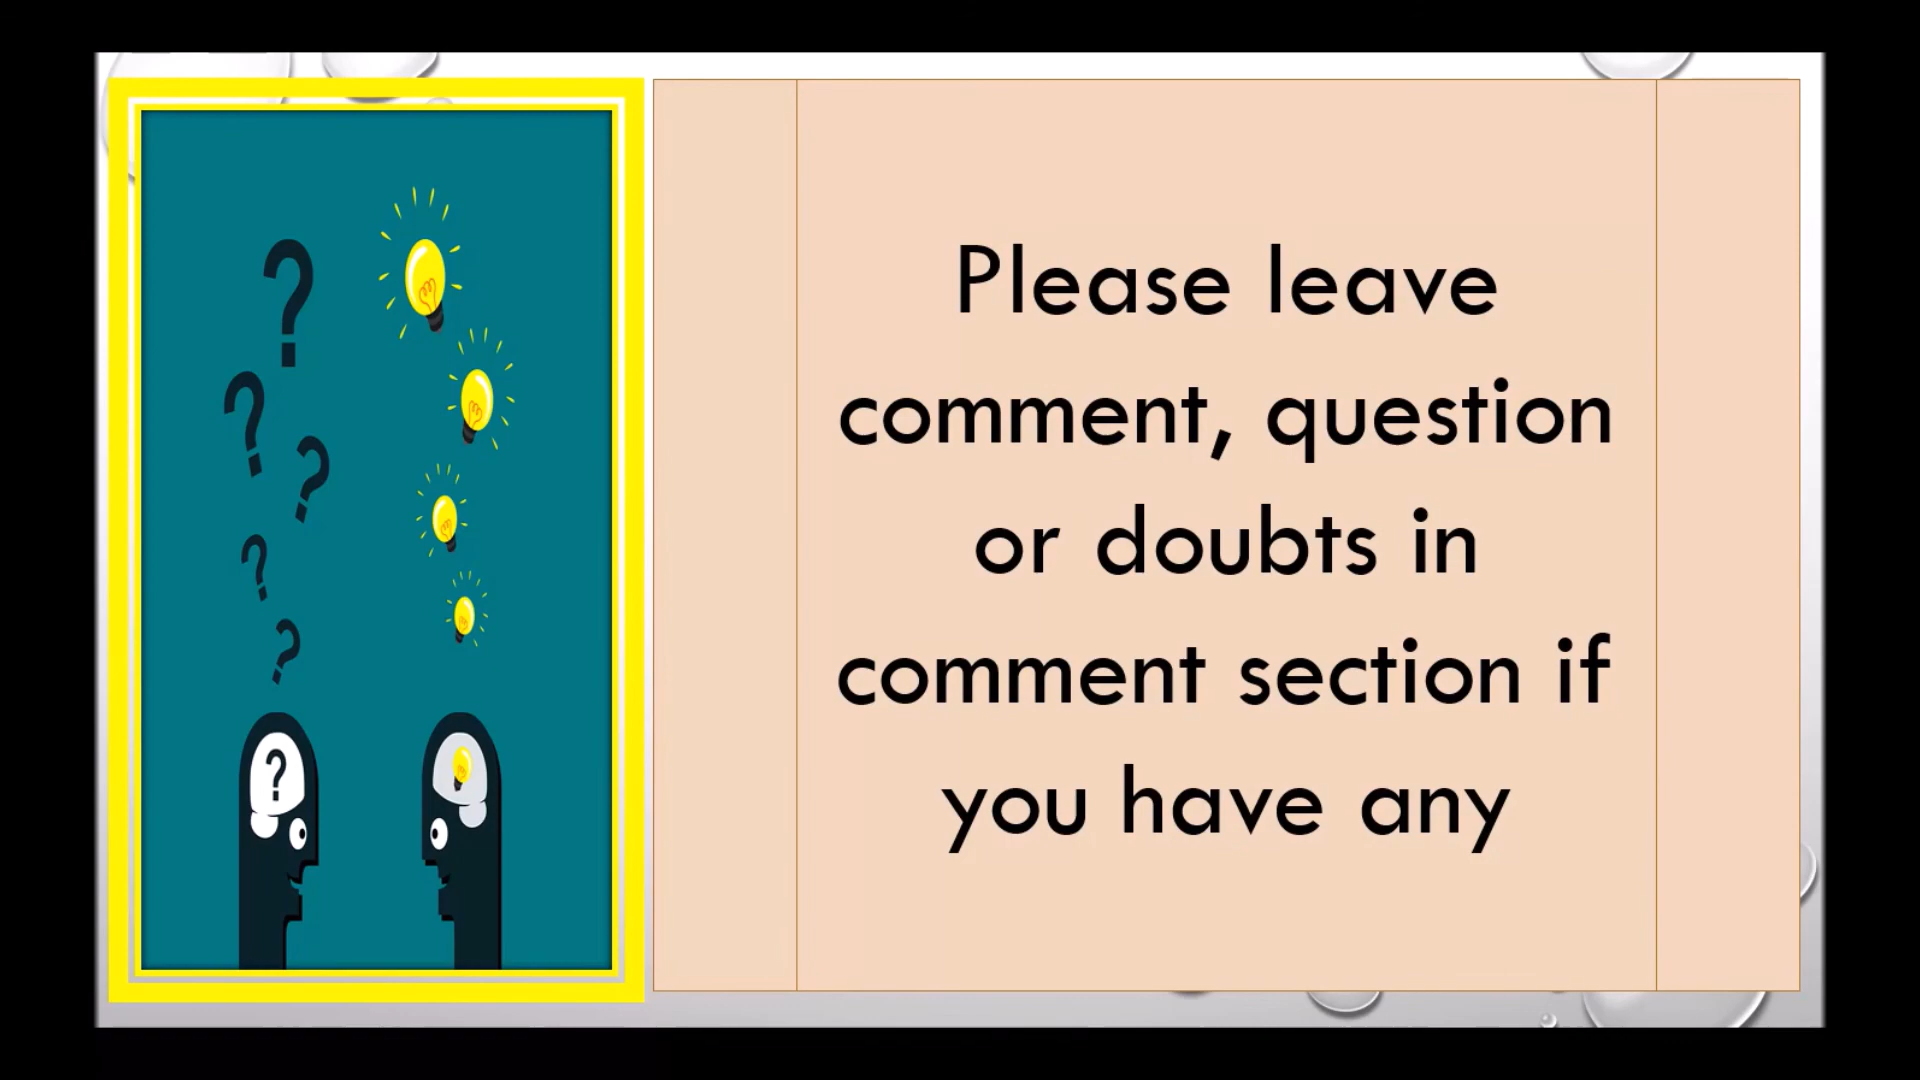 Please leave
comment, question
or doubts in
comment section if
you have any